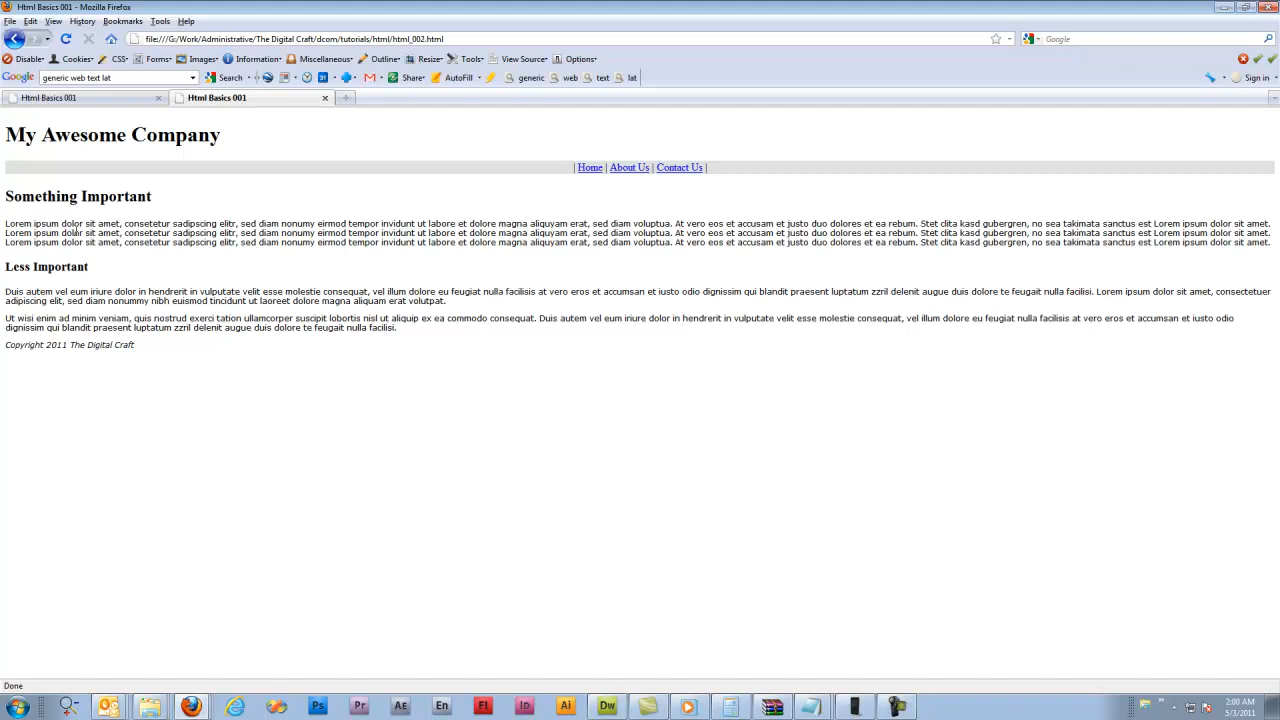 Html Basics 001 - Mozilla Firefox
File Edit View History Bookmarks Tools Help
file:///G:/Work/Administrative/The Digital Craft/dcom/tutorials/html/html_002.html
Google
Disable Cookies CSS Forms Images Information Miscellaneous Outline Resize Tools View Source Options
Google generic web text lat Search Share AutoFill generic web text lat Sign in
Html Basics 001 Html Basics 001
My Awesome Company
| Home | About Us | Contact Us |
Something Important
Lorem ipsum dolor sit amet, consetetur sadipscing elitr, sed diam nonumy eirmod tempor invidunt ut labore et dolore magna aliquyam erat, sed diam voluptua. At vero eos et accusam et justo duo dolores et ea rebum. Stet clita kasd gubergren, no sea takimata sanctus est Lorem ipsum dolor sit amet.
Lorem ipsum dolor sit amet, consetetur sadipscing elitr, sed diam nonumy eirmod tempor invidunt ut labore et dolore magna aliquyam erat, sed diam voluptua. At vero eos et accusam et justo duo dolores et ea rebum. Stet clita kasd gubergren, no sea takimata sanctus est Lorem ipsum dolor sit amet.
Lorem ipsum dolor sit amet, consetetur sadipscing elitr, sed diam nonumy eirmod tempor invidunt ut labore et dolore magna aliquyam erat, sed diam voluptua. At vero eos et accusam et justo duo dolores et ea rebum. Stet clita kasd gubergren, no sea takimata sanctus est Lorem ipsum dolor sit amet.
Less Important
Duis autem vel eum iriure dolor in hendrerit in vulputate velit esse molestie consequat, vel illum dolore eu feugiat nulla facilisis at vero eros et accumsan et iusto odio dignissim qui blandit praesent luptatum zzril delenit augue duis dolore te feugait nulla facilisi. Lorem ipsum dolor sit amet, consectetuer
adipiscing elit, sed diam nonummy nibh euismod tincidunt ut laoreet dolore magna aliquam erat volutpat.
Ut wisi enim ad minim veniam, quis nostrud exerci tation ullamcorper suscipit lobortis nisl ut aliquip ex ea commodo consequat. Duis autem vel eum iriure dolor in hendrerit in vulputate velit esse molestie consequat, vel illum dolore eu feugiat nulla facilisis at vero eros et accumsan et iusto odio
dignissim qui blandit praesent luptatum zzril delenit augue duis dolore te feugait nulla facilisi.
Copyright 2011 The Digital Craft
Done
Ps Pr AE En Fl Id Ai Dw
2:00 AM
5/3/2011